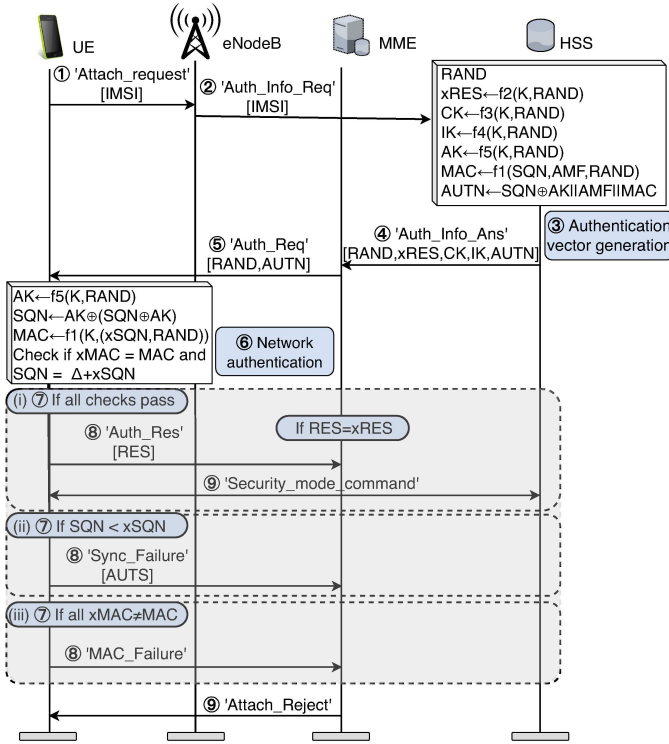 UE
eNodeB
MME
HSS
① 'Attach_request'
[IMSI]
② 'Auth_Info_Req'
[IMSI]
RAND
xRES←f2(K,RAND)
CK←f3(K,RAND)
IK←f4(K,RAND)
AK←f5(K,RAND)
MAC←f1(SQN,AMF,RAND)
AUTN←SQN⊕AK||AMF||MAC
③ Authentication
vector generation
④ 'Auth_Info_Ans'
[RAND,xRES,CK,IK,AUTN]
⑤ 'Auth_Req'
[RAND,AUTN]
AK←f5(K,RAND)
SQN←AK⊕(SQN⊕AK)
MAC←f1(K,(xSQN,RAND))
Check if xMAC = MAC and
SQN = Δ+xSQN
⑥ Network
authentication
(i) ⑦ If all checks pass
⑧ 'Auth_Res'
[RES]
If RES=xRES
⑨ 'Security_mode_command'
(ii) ⑦ If SQN < xSQN
⑧ 'Sync_Failure'
[AUTS]
(iii) ⑦ If all xMAC≠MAC
⑧ 'MAC_Failure'
⑨ 'Attach_Reject'